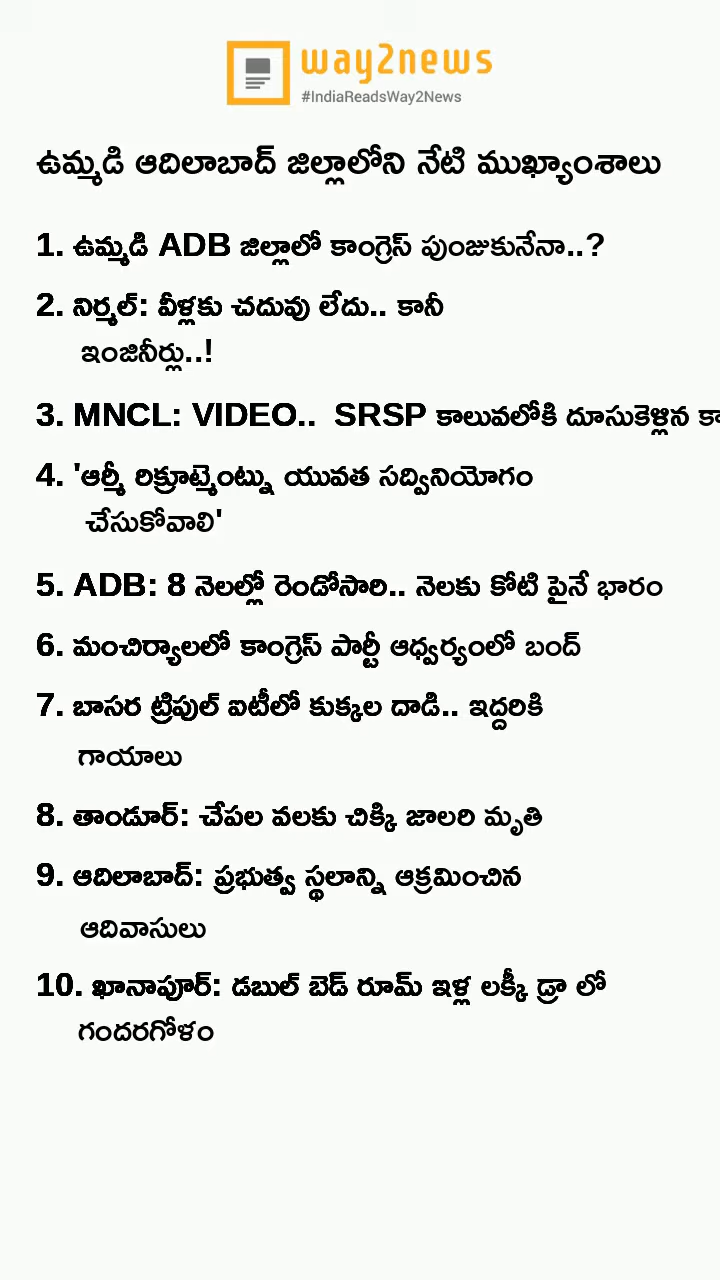 way2news
#IndiaReadsWay2News
ఉమ్మడి ఆదిలాబాద్ జిల్లాలోని నేటి ముఖ్యాంశాలు
1. ఉమ్మడి ADB జిల్లాలో కాంగ్రెస్ పుంజుకునేనా..?
2. నిర్మల్: వీళ్లకు చదువు లేదు.. కానీ
ఇంజినీర్లు..!
3. MNCL: VIDEO.. SRSP కాలువలోకి దూసుకెళ్లిన
4. 'ఆర్మీ రిక్రూట్మెంట్ను యువత సద్వినియోగం
చేసుకోవాలి'
5. ADB: 8 నెలల్లో రెండోసారి.. నెలకు కోటి పైనే భారం
6. మంచిర్యాలలో కాంగ్రెస్ పార్టీ ఆధ్వర్యంలో బంద్
7. బాసర ట్రిపుల్ ఐటీలో కుక్కల దాడి.. ఇద్దరికి
గాయాలు
8. తాండూర్: చేపల వలకు చిక్కి జాలరి మృతి
9. ఆదిలాబాద్: ప్రభుత్వ స్థలాన్ని ఆక్రమించిన
ఆదివాసులు
10. ఖానాపూర్: డబుల్ బెడ్ రూమ్ ఇళ్ల లక్కీ డ్రా లో
గందరగోళం